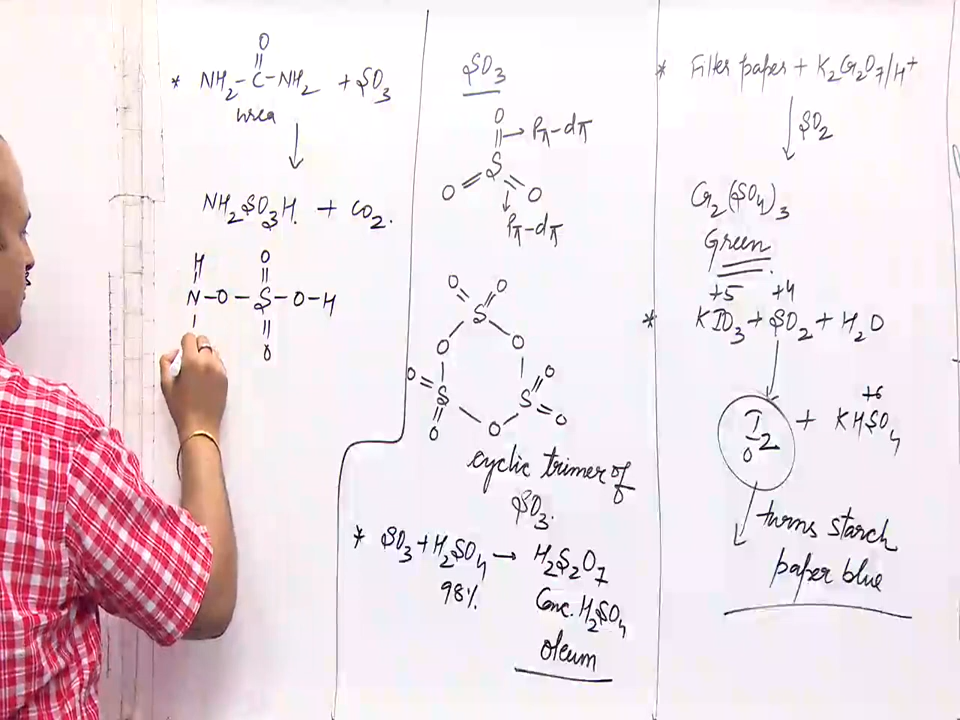 O
||
* NH2-C-NH2 + SO3
urea
↓
NH2SO3H. + CO2.
H O
|| ||
N-O-S-O-H
| ||
O
SO3
O
|| → Pπ-dπ
S
O = = O
↓
Pπ-dπ
O O
S
O O
O=S S=O
O O O
cyclic trimer of
SO3.
* SO3 + H2SO4 → H2S2O7
98% Conc. H2SO4
oleum
* Filter paper + K2Cr2O7/H+
↓ SO2
Cr2(SO4)3
Green
+5 +4
* KIO3 + SO2 + H2O
↓
+6
I2 + KHSO4
0
↓
turns starch
paper blue